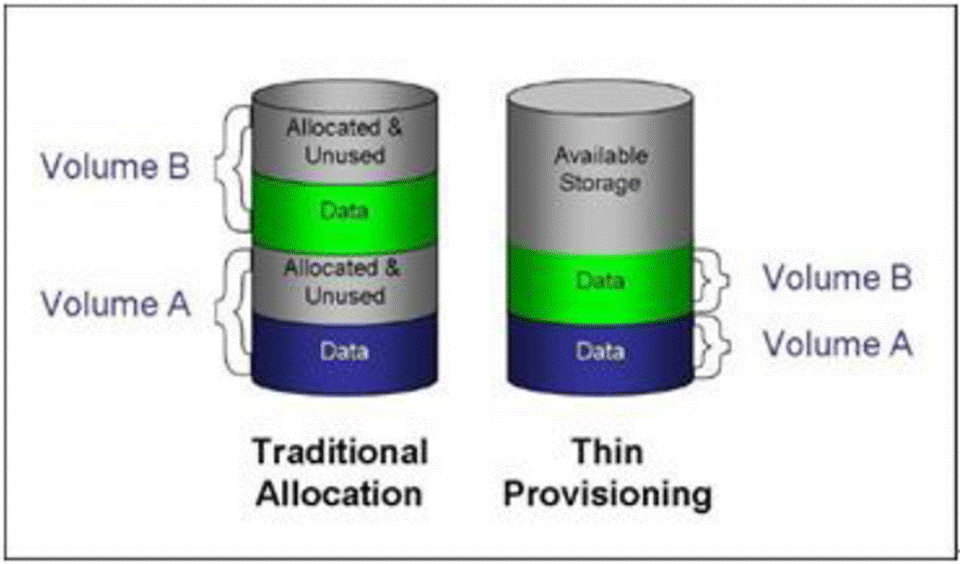 Volume B
Allocated &
Unused
Data
Volume A
Allocated &
Unused
Data
Traditional
Allocation
Available
Storage
Data
Volume B
Data
Volume A
Thin
Provisioning